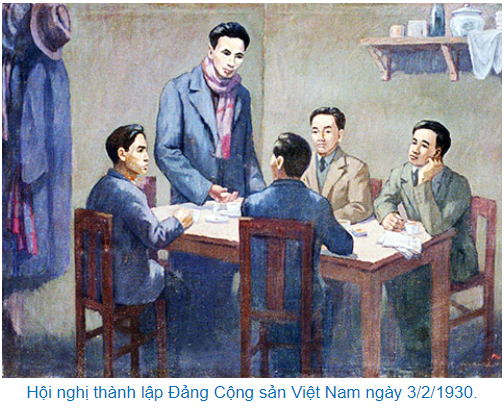 Hội nghị thành lập Đảng Cộng sản Việt Nam ngày 3/2/1930.